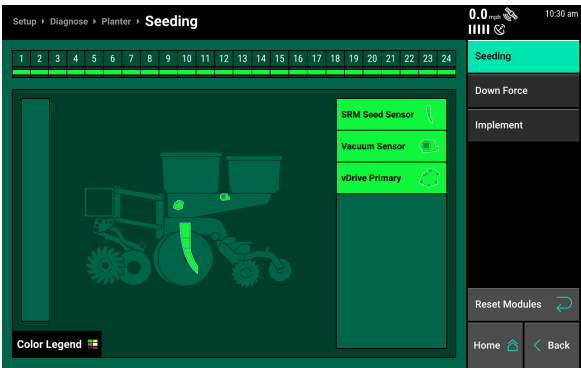 Setup › Diagnose › Planter › Seeding
0.0 mph 10:30 am
1 2 3 4 5 6 7 8 9 10 11 12 13 14 15 16 17 18 19 20 21 22 23 24
Seeding
Down Force
Implement
SRM Seed Sensor
Vacuum Sensor
vDrive Primary
Color Legend
Reset Modules
Home
Back